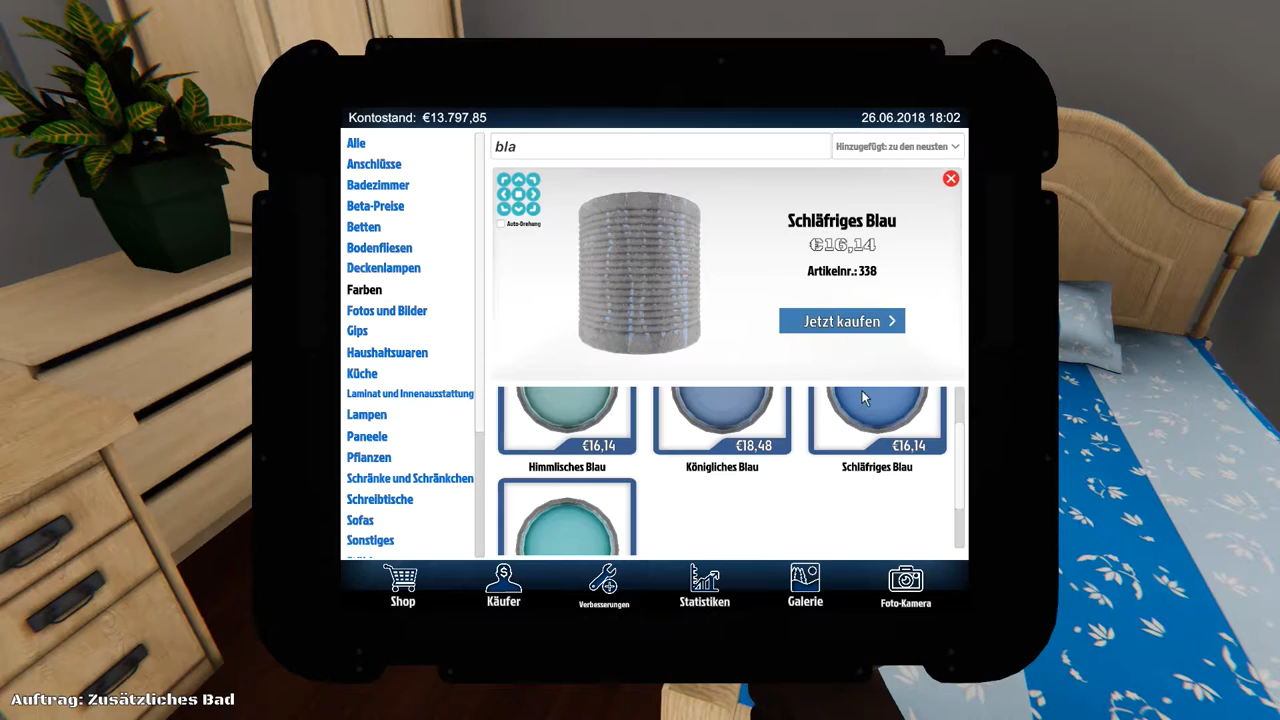 Kontostand: €13.797,85
26.06.2018 18:02
Alle
Anschlüsse
Badezimmer
Beta-Preise
Betten
Bodenfliesen
Deckenlampen
Farben
Fotos und Bilder
Gips
Haushaltswaren
Küche
Laminat und Innenausstattung
Lampen
Paneele
Pflanzen
Schränke und Schränkchen
Schreibtische
Sofas
Sonstiges
bla
Hinzugefügt: zu den neusten
Auto-Drehung
Schläfriges Blau
€16,14
Artikelnr.: 338
Jetzt kaufen
€16,14
€18,48
€16,14
Himmlisches Blau
Königliches Blau
Schläfriges Blau
Shop
Käufer
Verbesserungen
Statistiken
Galerie
Foto-Kamera
Auftrag: Zusätzliches Bad